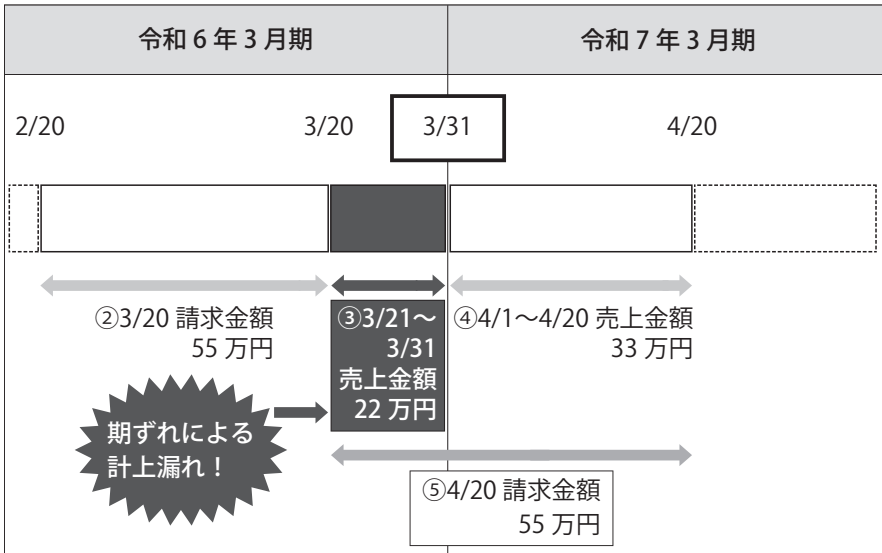 令和6年3月期
令和7年3月期
2/20
3/20
3/31
4/20
②3/20 請求金額
55 万円
③3/21～
3/31
売上金額
22 万円
④4/1～4/20 売上金額
33 万円
期ずれによる
計上漏れ！
⑤4/20 請求金額
55 万円